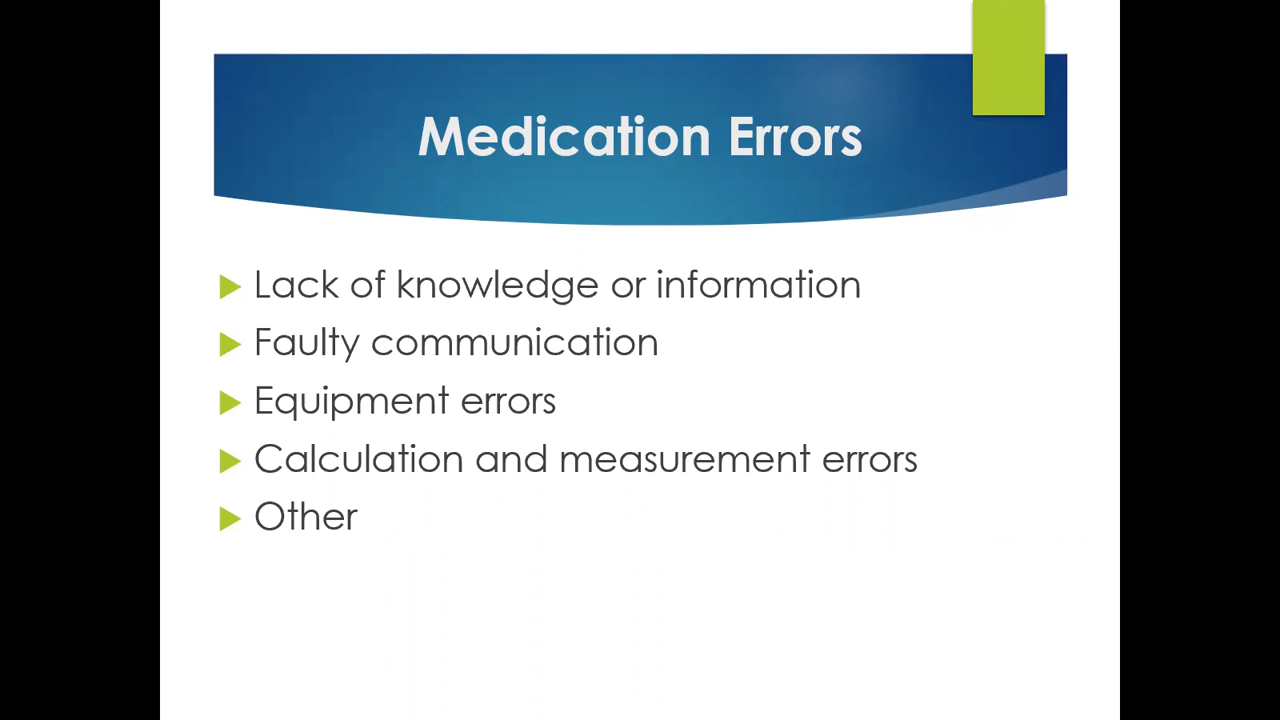 Medication Errors
Lack of knowledge or information
Faulty communication
Equipment errors
Calculation and measurement errors
Other